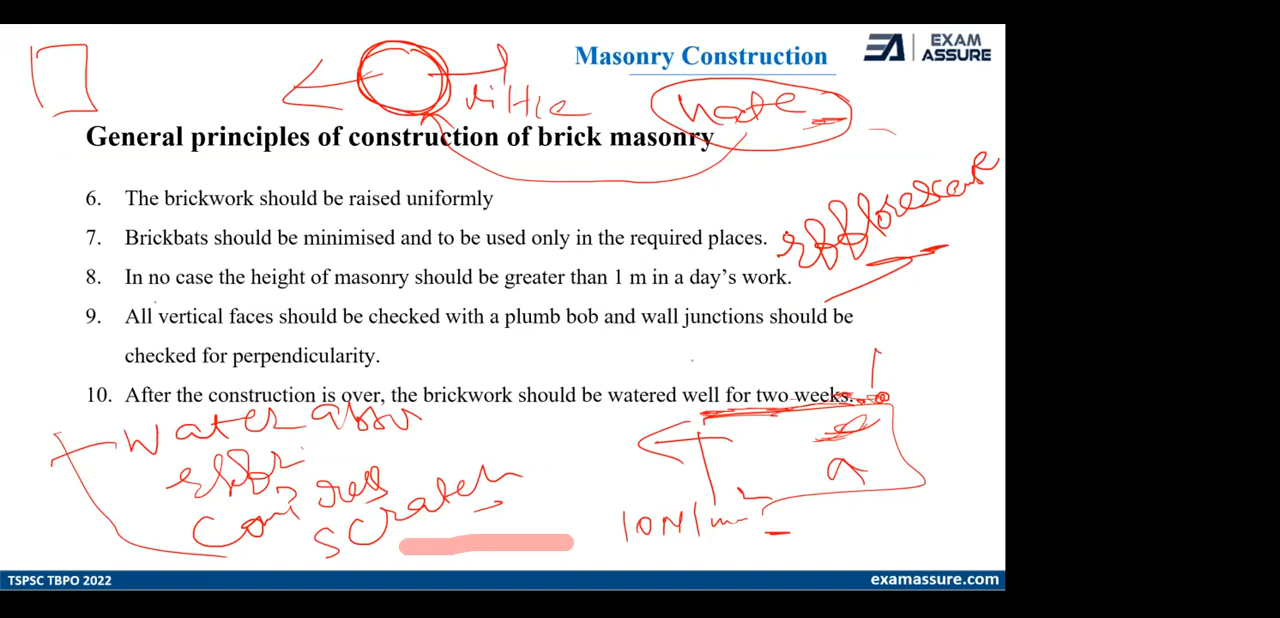 Masonry Construction
EXAM
ASSURE
General principles of construction of brick masonry
6. The brickwork should be raised uniformly
7. Brickbats should be minimised and to be used only in the required places.
8. In no case the height of masonry should be greater than 1 m in a day's work.
9. All vertical faces should be checked with a plumb bob and wall junctions should be
checked for perpendicularity.
10. After the construction is over, the brickwork should be watered well for two weeks.
Water
scratch
10N/
TSPSC TBPO 2022
examassure.com